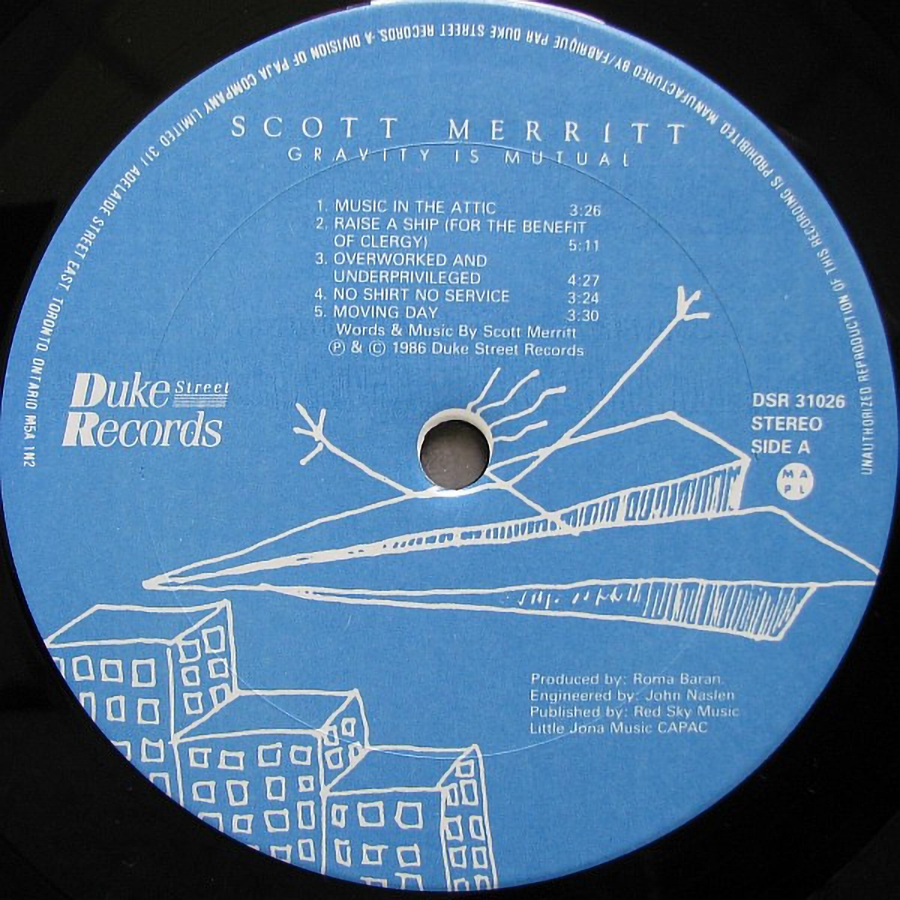 SCOTT MERRITT
GRAVITY IS MUTUAL
1. MUSIC IN THE ATTIC 3:26
2. RAISE A SHIP (FOR THE BENEFIT
OF CLERGY) 5:11
3. OVERWORKED AND
UNDERPRIVILEGED 4:27
4. NO SHIRT NO SERVICE 3:24
5. MOVING DAY 3:30
Words & Music By Scott Merritt
Ⓟ & © 1986 Duke Street Records
Duke Street
Records
DSR 31026
STEREO
SIDE A
M A
P L
Produced by: Roma Baran.
Engineered by: John Naslen
Published by: Red Sky Music
Little Jona Music CAPAC
UNAUTHORIZED REPRODUCTION OF THIS RECORDING IS PROHIBITED MANUFACTURED BY/FABRIQUE PAR DUKE STREET RECORDS.-A DIVISION OF PAJA COMPANY LIMITED 311 ADELAIDE STREET EAST, TORONTO ONTARIO M5A 1N2